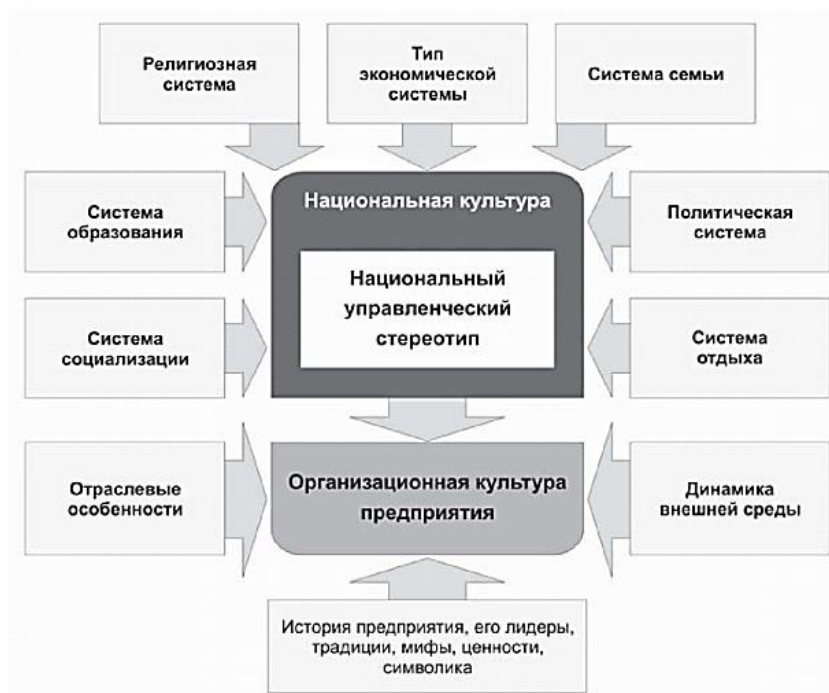 Религиозная
система
Тип
экономической
системы
Система семьи
Система
образования
Национальная культура
Политическая
система
Национальный
управленческий
стереотип
Система
социализации
Система
отдыха
Отраслевые
особенности
Организационная культура
предприятия
Динамика
внешней среды
История предприятия, его лидеры,
традиции, мифы, ценности,
символика